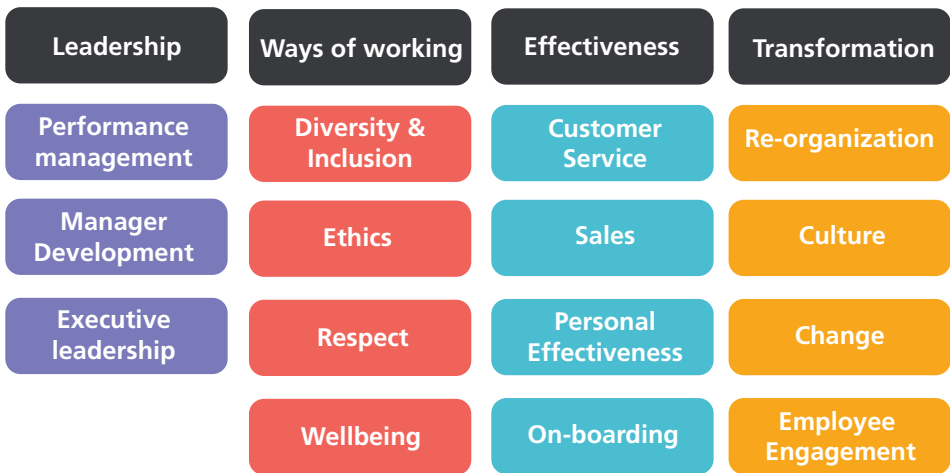 Leadership
Ways of working
Effectiveness
Transformation
Performance
management
Diversity &
Inclusion
Customer
Service
Re-organization
Manager
Development
Ethics
Sales
Culture
Executive
leadership
Respect
Personal
Effectiveness
Change
Wellbeing
On-boarding
Employee
Engagement